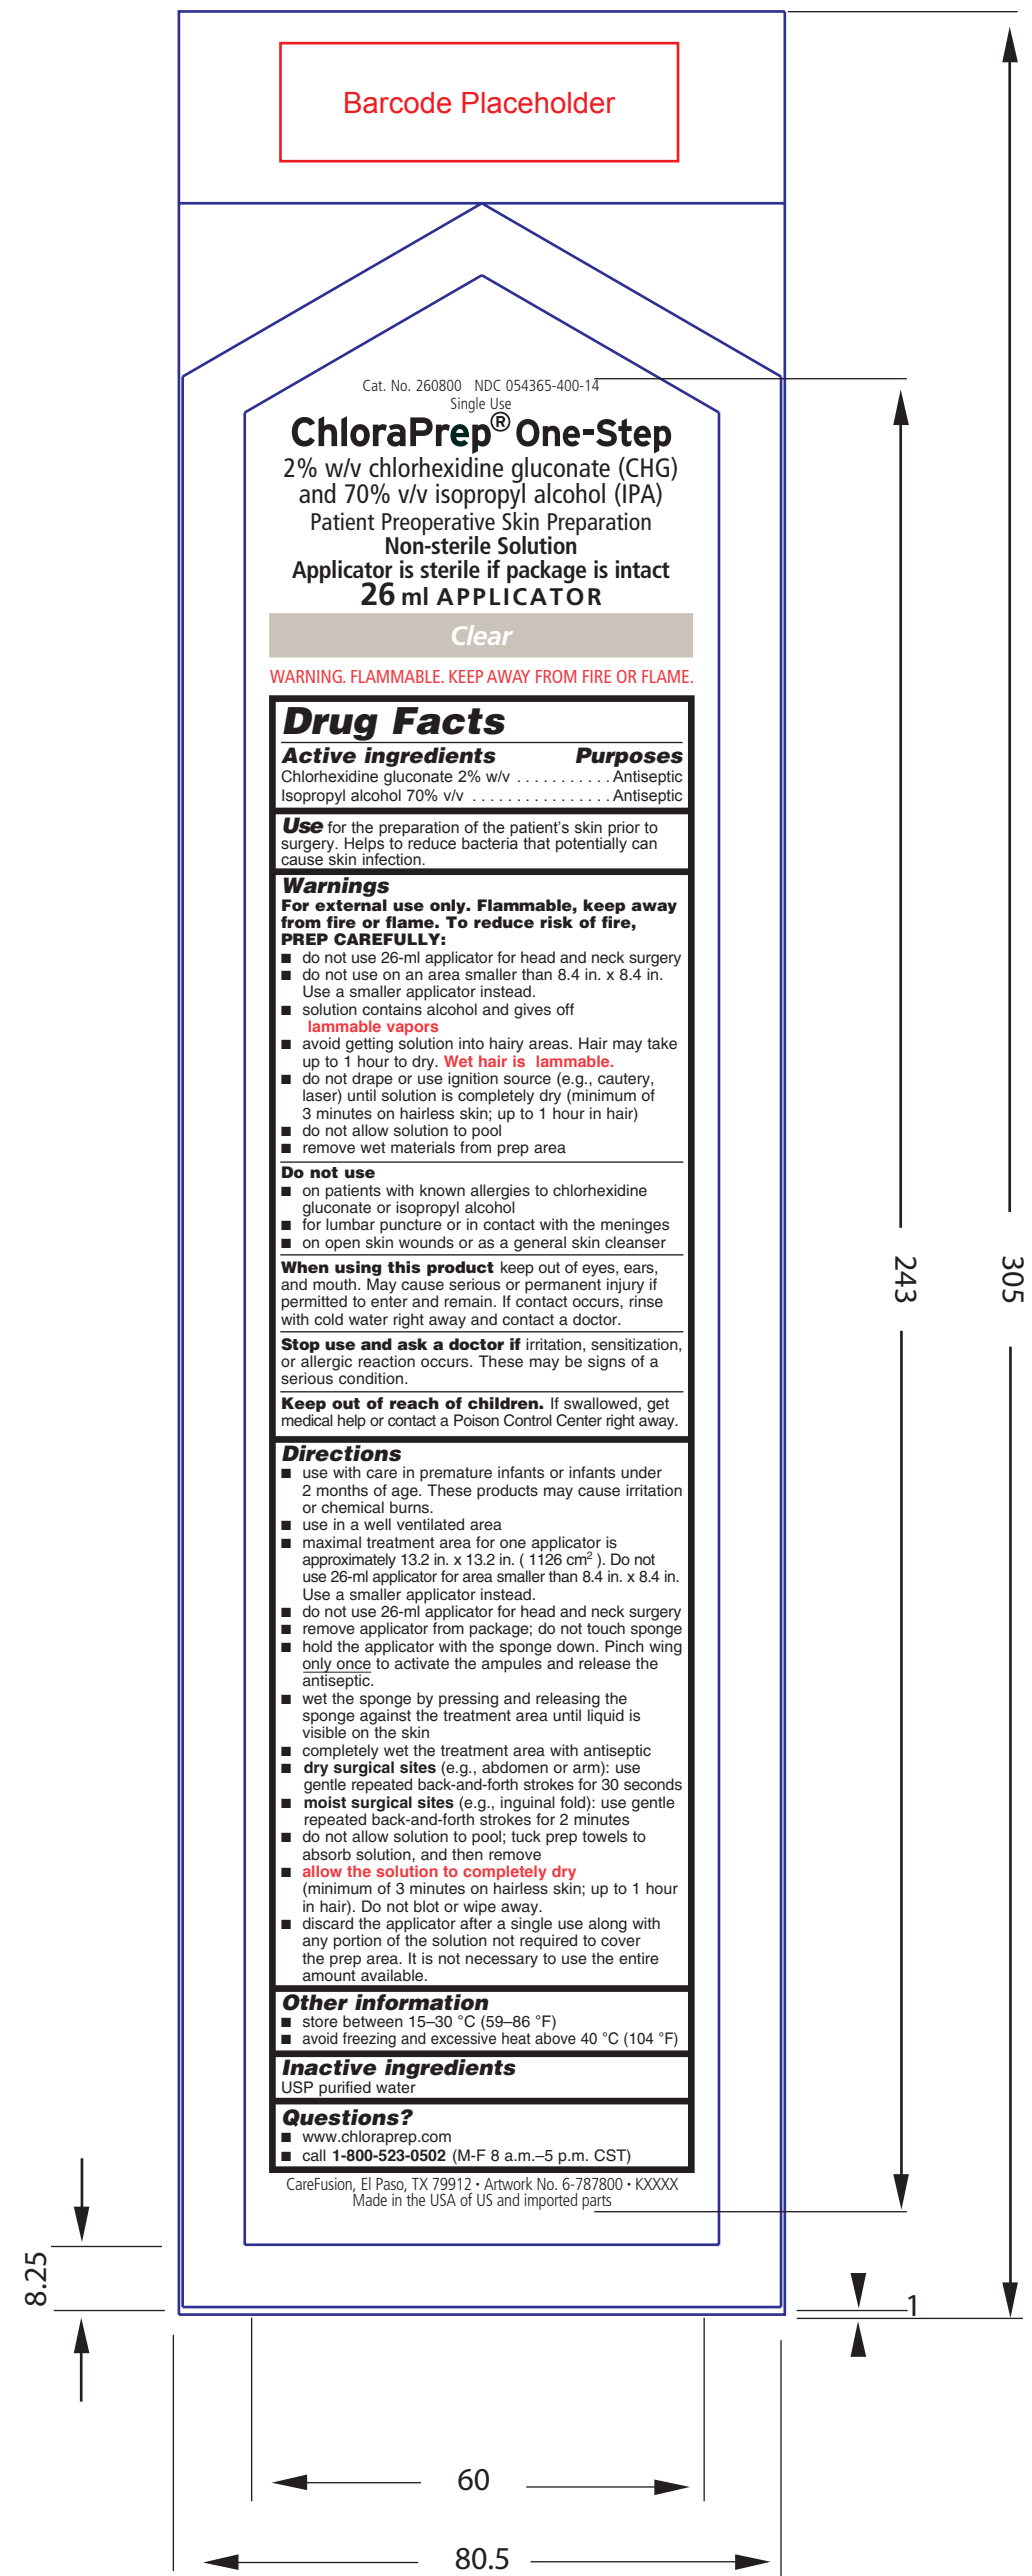 Barcode Placeholder
Cat. No. 260800 NDC 054365-400-14
Single Use
ChloraPrep® One-Step
2% w/v chlorhexidine gluconate (CHG)
and 70% v/v isopropyl alcohol (IPA)
Patient Preoperative Skin Preparation
Non-sterile Solution
Applicator is sterile if package is intact
26 ml APPLICATOR
Clear
WARNING. FLAMMABLE. KEEP AWAY FROM FIRE OR FLAME.
Drug Facts
Active ingredients Purposes
Chlorhexidine gluconate 2% w/v . . . . . . . . . . . Antiseptic
Isopropyl alcohol 70% v/v . . . . . . . . . . . . . . . . Antiseptic
Use for the preparation of the patient’s skin prior to
surgery. Helps to reduce bacteria that potentially can
cause skin infection.
Warnings
For external use only. Flammable, keep away
from fire or flame. To reduce risk of fire,
PREP CAREFULLY:
■ do not use 26-ml applicator for head and neck surgery
■ do not use on an area smaller than 8.4 in. x 8.4 in.
Use a smaller applicator instead.
■ solution contains alcohol and gives off
lammable vapors
■ avoid getting solution into hairy areas. Hair may take
up to 1 hour to dry. Wet hair is lammable.
■ do not drape or use ignition source (e.g., cautery,
laser) until solution is completely dry (minimum of
3 minutes on hairless skin; up to 1 hour in hair)
■ do not allow solution to pool
■ remove wet materials from prep area
Do not use
■ on patients with known allergies to chlorhexidine
gluconate or isopropyl alcohol
■ for lumbar puncture or in contact with the meninges
■ on open skin wounds or as a general skin cleanser
When using this product keep out of eyes, ears,
and mouth. May cause serious or permanent injury if
permitted to enter and remain. If contact occurs, rinse
with cold water right away and contact a doctor.
Stop use and ask a doctor if irritation, sensitization,
or allergic reaction occurs. These may be signs of a
serious condition.
Keep out of reach of children. If swallowed, get
medical help or contact a Poison Control Center right away.
Directions
■ use with care in premature infants or infants under
2 months of age. These products may cause irritation
or chemical burns.
■ use in a well ventilated area
■ maximal treatment area for one applicator is
approximately 13.2 in. x 13.2 in. ( 1126 cm² ). Do not
use 26-ml applicator for area smaller than 8.4 in. x 8.4 in.
Use a smaller applicator instead.
■ do not use 26-ml applicator for head and neck surgery
■ remove applicator from package; do not touch sponge
■ hold the applicator with the sponge down. Pinch wing
only once to activate the ampules and release the
antiseptic.
■ wet the sponge by pressing and releasing the
sponge against the treatment area until liquid is
visible on the skin
■ completely wet the treatment area with antiseptic
■ dry surgical sites (e.g., abdomen or arm): use
gentle repeated back-and-forth strokes for 30 seconds
■ moist surgical sites (e.g., inguinal fold): use gentle
repeated back-and-forth strokes for 2 minutes
■ do not allow solution to pool; tuck prep towels to
absorb solution, and then remove
■ allow the solution to completely dry
(minimum of 3 minutes on hairless skin; up to 1 hour
in hair). Do not blot or wipe away.
■ discard the applicator after a single use along with
any portion of the solution not required to cover
the prep area. It is not necessary to use the entire
amount available.
Other information
■ store between 15–30 °C (59–86 °F)
■ avoid freezing and excessive heat above 40 °C (104 °F)
Inactive ingredients
USP purified water
Questions?
■ www.chloraprep.com
■ call 1-800-523-0502 (M-F 8 a.m.–5 p.m. CST)
CareFusion, El Paso, TX 79912 • Artwork No. 6-787800 • KXXXX
Made in the USA of US and imported parts
243
305
8.25
1
60
80.5